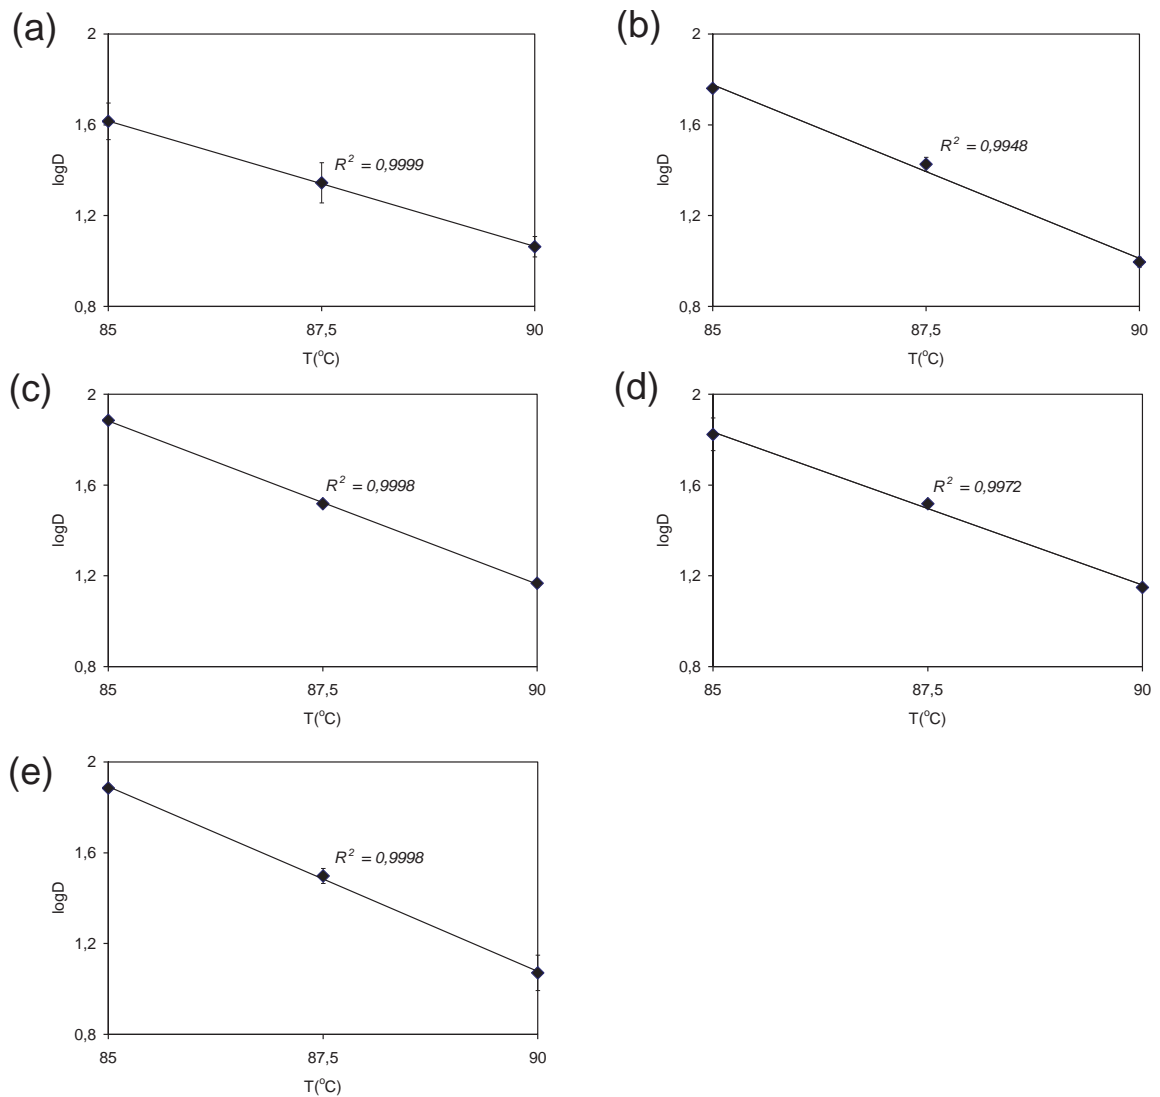 (a)
2
1,6
1,2
0,8
logD
R² = 0,9999
85
87,5
90
T(°C)
(b)
2
1,6
1,2
0,8
logD
R² = 0,9948
85
87,5
90
T(°C)
(c)
2
1,6
1,2
0,8
logD
R² = 0,9998
85
87,5
90
T(°C)
(d)
2
1,6
1,2
0,8
logD
R² = 0,9972
85
87,5
90
T(°C)
(e)
2
1,6
1,2
0,8
logD
R² = 0,9998
85
87,5
90
T(°C)